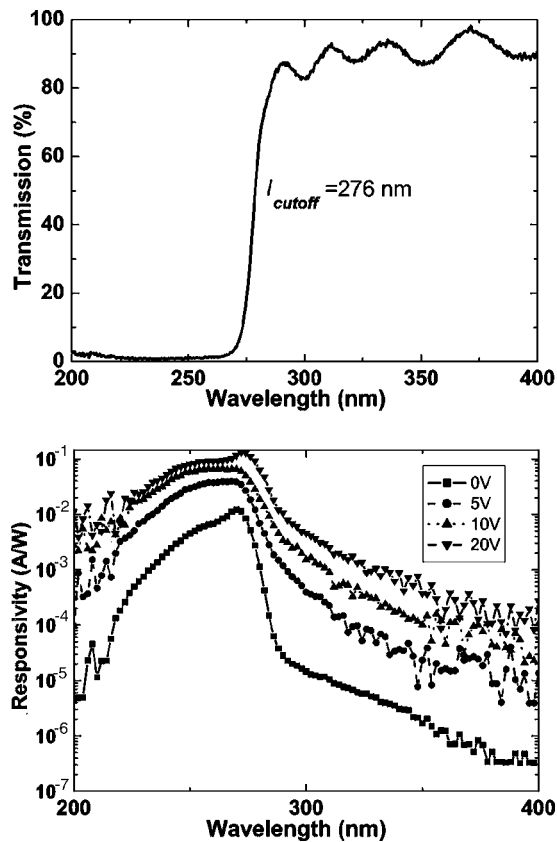 100
80
60
40
20
0
Transmission (%)
l cutoff =276 nm
200 250 300 350 400
Wavelength (nm)
10-1
10-2
10-3
10-4
10-5
10-6
10-7
Responsivity (A/W)
0V
5V
10V
20V
200 300 400
Wavelength (nm)